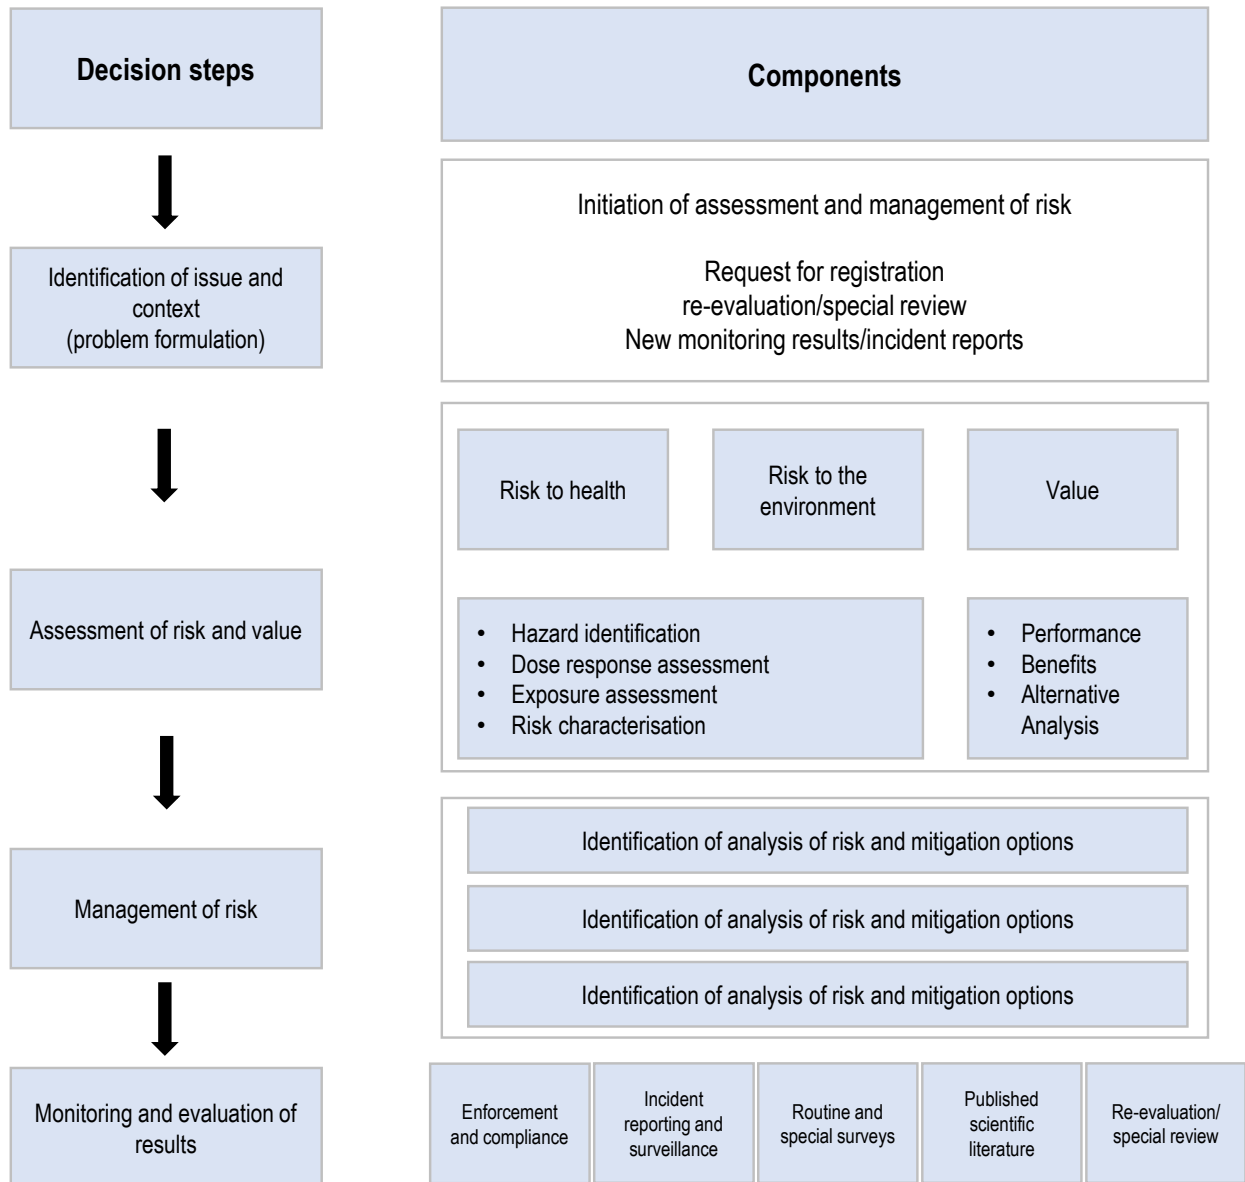 Decision steps
Components
Initiation of assessment and management of risk
Identification of issue and
context
(problem formulation)
Request for registration
re-evaluation/special review
New monitoring results/incident reports
Risk to health
Risk to the
environment
Value
Assessment of risk and value
• Hazard identification
• Dose response assessment
• Exposure assessment
• Risk characterisation
• Performance
• Benefits
• Alternative
Analysis
Management of risk
Identification of analysis of risk and mitigation options
Identification of analysis of risk and mitigation options
Identification of analysis of risk and mitigation options
Monitoring and evaluation of
results
Enforcement
and compliance
Incident
reporting and
surveillance
Routine and
special surveys
Published
scientific
literature
Re-evaluation/
special review